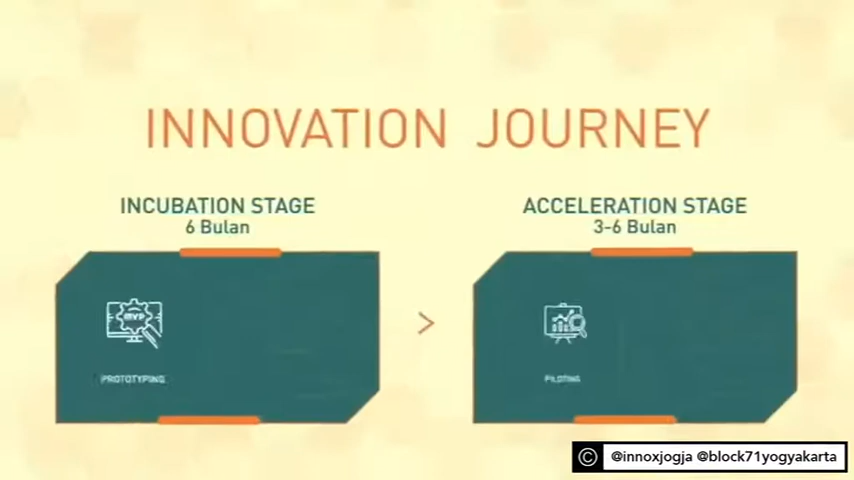 INNOVATION JOURNEY
INCUBATION STAGE
6 Bulan
MVP
PROTOTYPING
>
ACCELERATION STAGE
3-6 Bulan
PILOTING
© @innoxjogja @block71yogyakarta